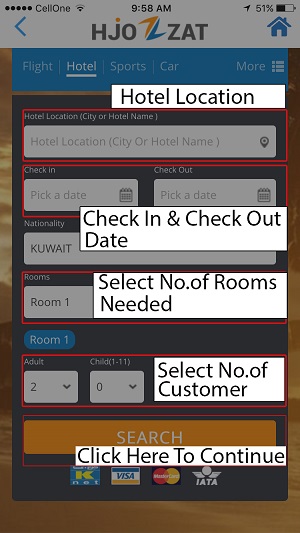 CellOne 9:58 AM 51%
HJOZZAT
Flight Hotel Sports Car More
Hotel Location
Hotel Location (City or Hotel Name )
Hotel Location (City Or Hotel Name )
Check in Check Out
Pick a date Pick a date
Check In & Check Out
Date
Nationality
KUWAIT
Rooms
Room 1
Select No.of Rooms
Needed
Room 1
Adult Child(1-11)
2 0
Select No.of
Customer
SEARCH
Click Here To Continue
K net VISA MasterCard IATA